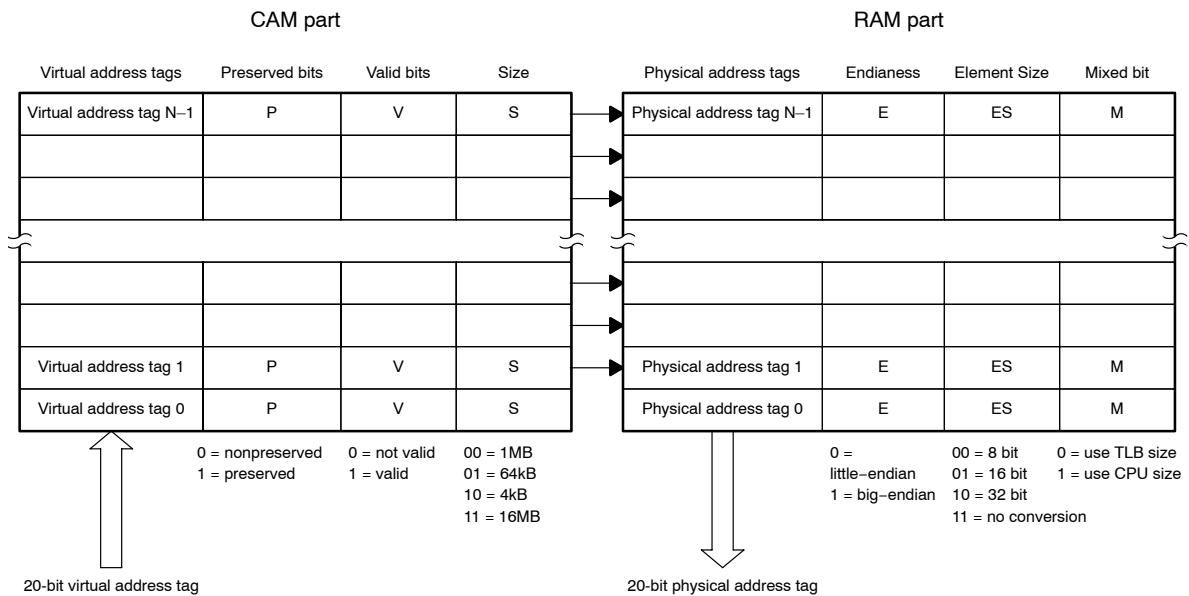 CAM part
RAM part
Virtual address tags Preserved bits Valid bits Size
Physical address tags Endianess Element Size Mixed bit
Virtual address tag N–1 P V S
Physical address tag N–1 E ES M
Virtual address tag 1 P V S
Physical address tag 1 E ES M
Virtual address tag 0 P V S
Physical address tag 0 E ES M
0 = nonpreserved
1 = preserved
0 = not valid
1 = valid
00 = 1MB
01 = 64kB
10 = 4kB
11 = 16MB
0 =
little–endian
1 = big–endian
00 = 8 bit
01 = 16 bit
10 = 32 bit
11 = no conversion
0 = use TLB size
1 = use CPU size
20-bit virtual address tag
20-bit physical address tag